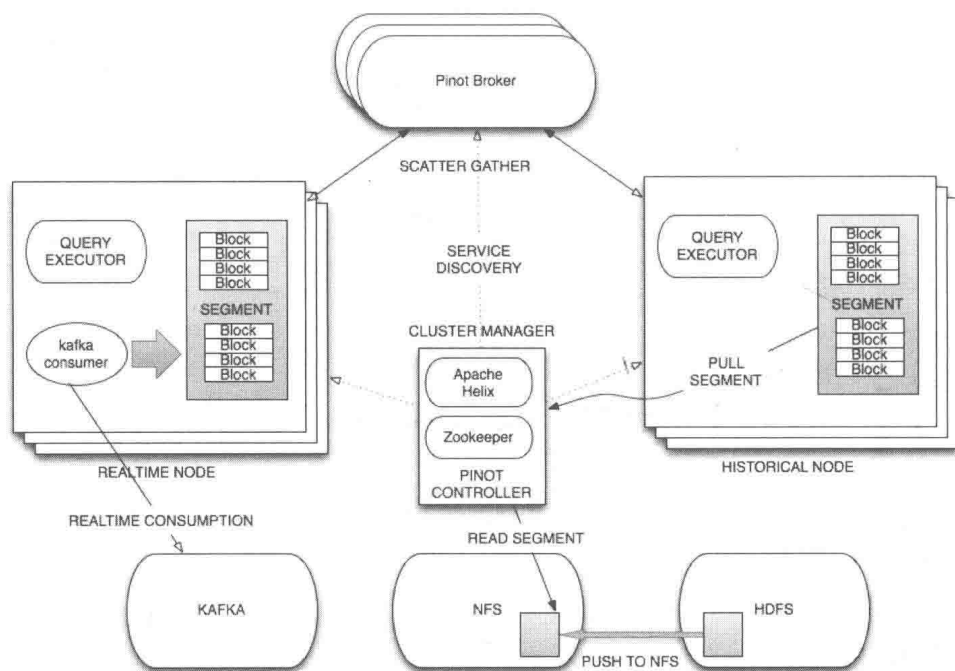 Pinot Broker
SCATTER GATHER
QUERY
EXECUTOR
Block
Block
Block
Block
SEGMENT
Block
Block
Block
Block
kafka
consumer
REALTIME NODE
SERVICE
DISCOVERY
CLUSTER MANAGER
Apache
Helix
Zookeeper
PINOT
CONTROLLER
QUERY
EXECUTOR
Block
Block
Block
Block
SEGMENT
Block
Block
Block
Block
PULL
SEGMENT
HISTORICAL NODE
REALTIME CONSUMPTION
READ SEGMENT
KAFKA
NFS
HDFS
PUSH TO NFS